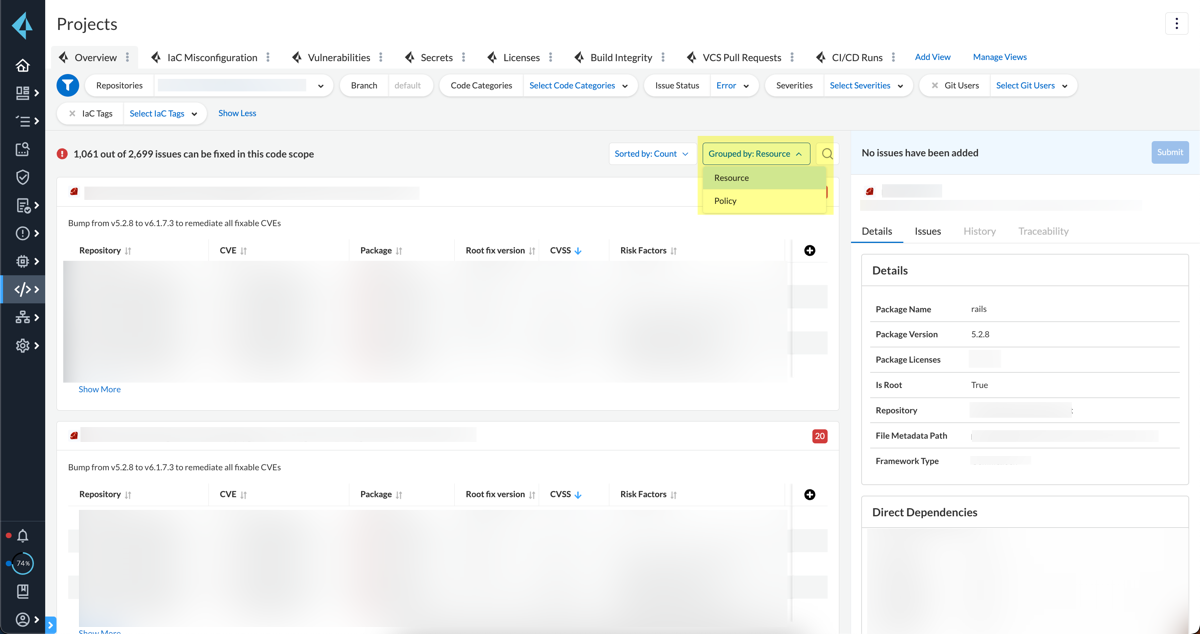 Projects
Overview IaC Misconfiguration Vulnerabilities Secrets Licenses Build Integrity VCS Pull Requests CI/CD Runs Add View Manage Views
Repositories Branch default Code Categories Select Code Categories Issue Status Error Severities Select Severities × Git Users Select Git Users
× IaC Tags Select IaC Tags Show Less
1,061 out of 2,699 issues can be fixed in this code scope Sorted by: Count Grouped by: Resource
Resource
Policy
Bump from v5.2.8 to v6.1.7.3 to remediate all fixable CVEs
Repository CVE Package Root fix version CVSS Risk Factors
Show More
20
Bump from v5.2.8 to v6.1.7.3 to remediate all fixable CVEs
Repository CVE Package Root fix version CVSS Risk Factors
Show More
No issues have been added Submit
Details Issues History Traceability
Details
Package Name rails
Package Version 5.2.8
Package Licenses
Is Root True
Repository
File Metadata Path
Framework Type
Direct Dependencies
74%